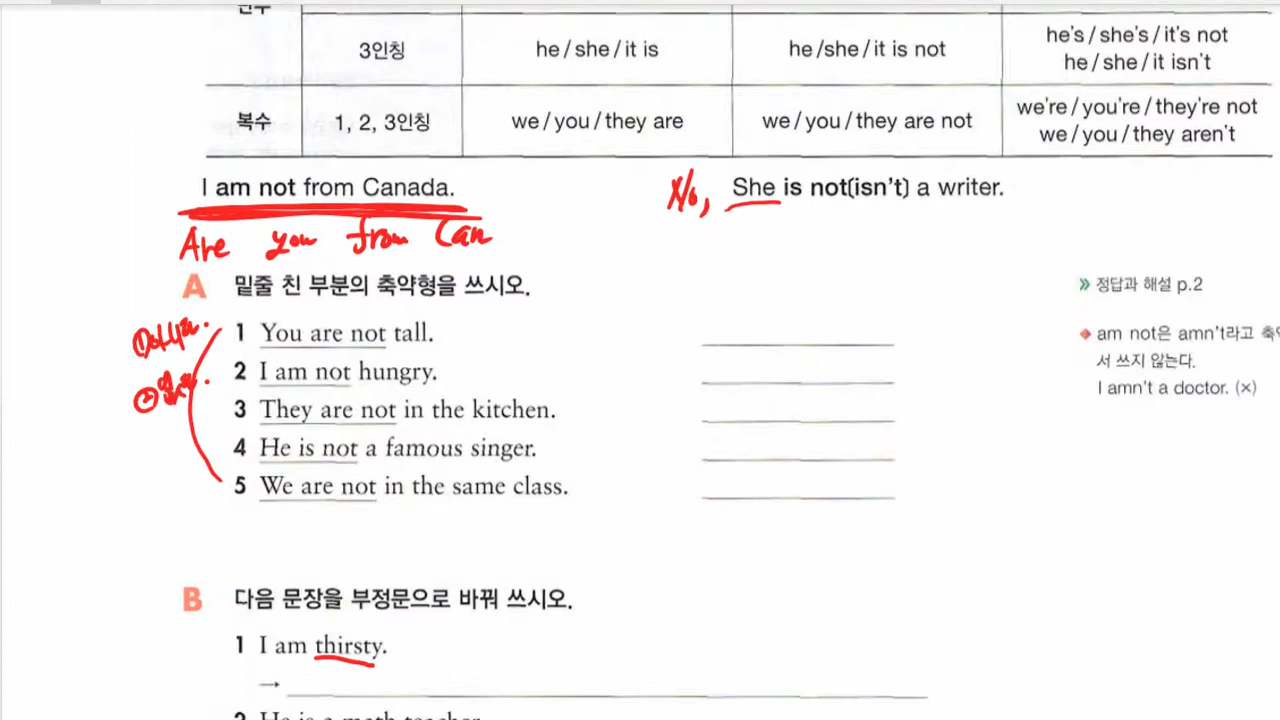 3인칭 he / she / it is he /she / it is not he's / she's / it's not
he / she / it isn't
복수 1, 2, 3인칭 we / you / they are we / you / they are not we're / you're / they're not
we / you / they aren't
I am not from Canada. No, She is not(isn't) a writer.
Are you from Can
A 밑줄 친 부분의 축약형을 쓰시오.
» 정답과 해설 p.2
1 You are not tall.
2 I am not hungry.
3 They are not in the kitchen.
4 He is not a famous singer.
5 We are not in the same class.
am not은 amn't라고
서 쓰지 않는다.
I amn't a doctor. (×)
B 다음 문장을 부정문으로 바꿔 쓰시오.
1 I am thirsty.
→
2 He is a math teacher.